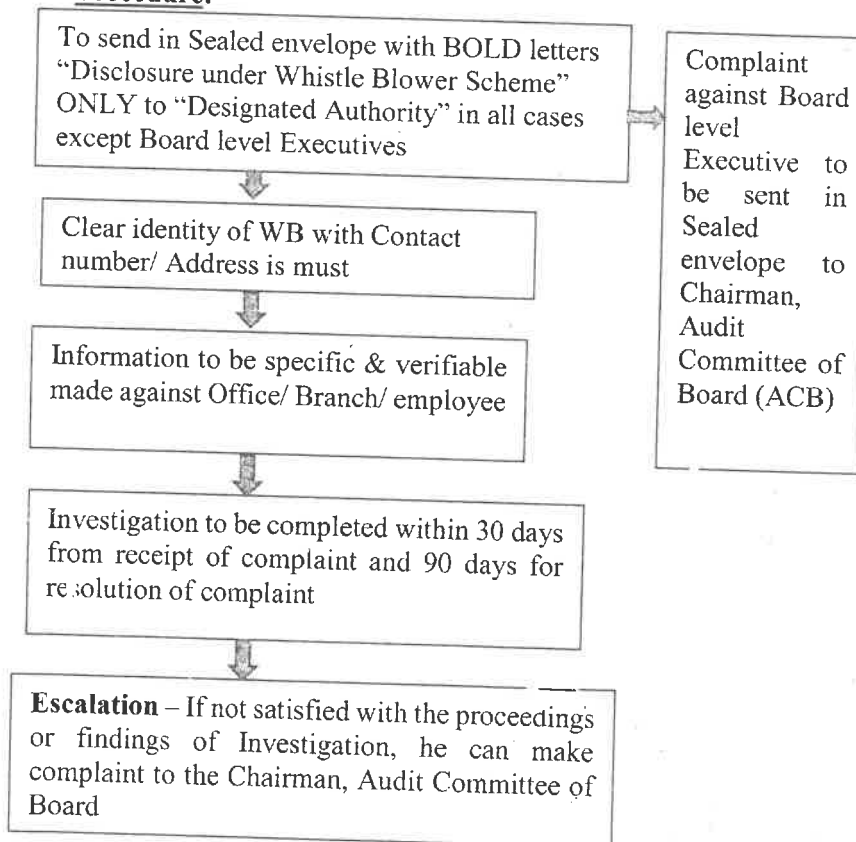 To send in Sealed envelope with BOLD letters
“Disclosure under Whistle Blower Scheme”
ONLY to “Designated Authority” in all cases
except Board level Executives
Complaint
against Board
level
Executive to
be sent in
Sealed
envelope to
Chairman,
Audit
Committee of
Board (ACB)
Clear identity of WB with Contact
number/ Address is must
Information to be specific & verifiable
made against Office/ Branch/ employee
Investigation to be completed within 30 days
from receipt of complaint and 90 days for
resolution of complaint
Escalation – If not satisfied with the proceedings
or findings of Investigation, he can make
complaint to the Chairman, Audit Committee of
Board